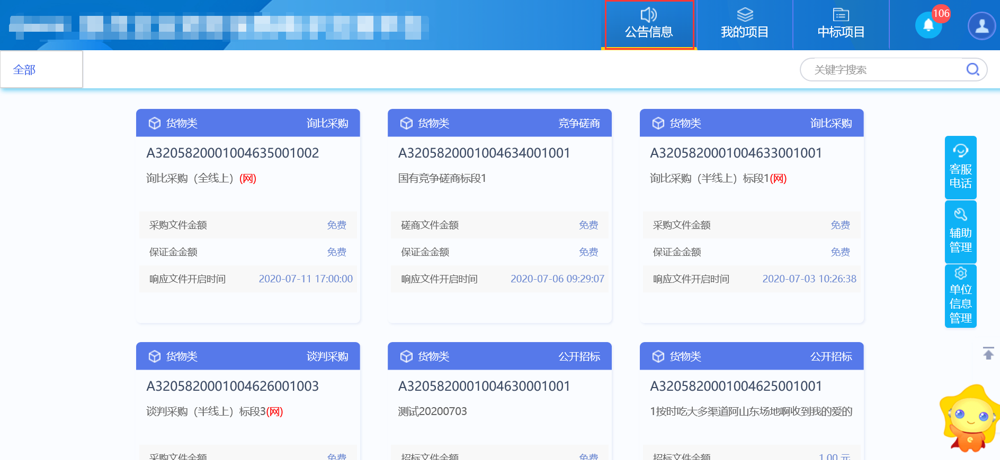 公告信息
我的项目
中标项目
106
全部
关键字搜索
货物类 询比采购
A3205820001004635001002
询比采购（全线上）(网)
采购文件金额 免费
保证金金额 免费
响应文件开启时间 2020-07-11 17:00:00
货物类 竞争磋商
A3205820001004634001001
国有竞争磋商标段1
磋商文件金额 免费
保证金金额 免费
响应文件开启时间 2020-07-06 09:29:07
货物类 询比采购
A3205820001004633001001
询比采购（半线上）标段1(网)
采购文件金额 免费
保证金金额 免费
响应文件开启时间 2020-07-03 10:26:38
客服
电话
辅助
管理
单位
信息
管理
货物类 谈判采购
A3205820001004626001003
谈判采购（半线上）标段3(网)
采购文件金额 免费
货物类 公开招标
A3205820001004630001001
测试20200703
招标文件金额 免费
货物类 公开招标
A3205820001004625001001
1按时吃大多渠道阿山东场地啊收到我的爱的
招标文件金额 1.00 元